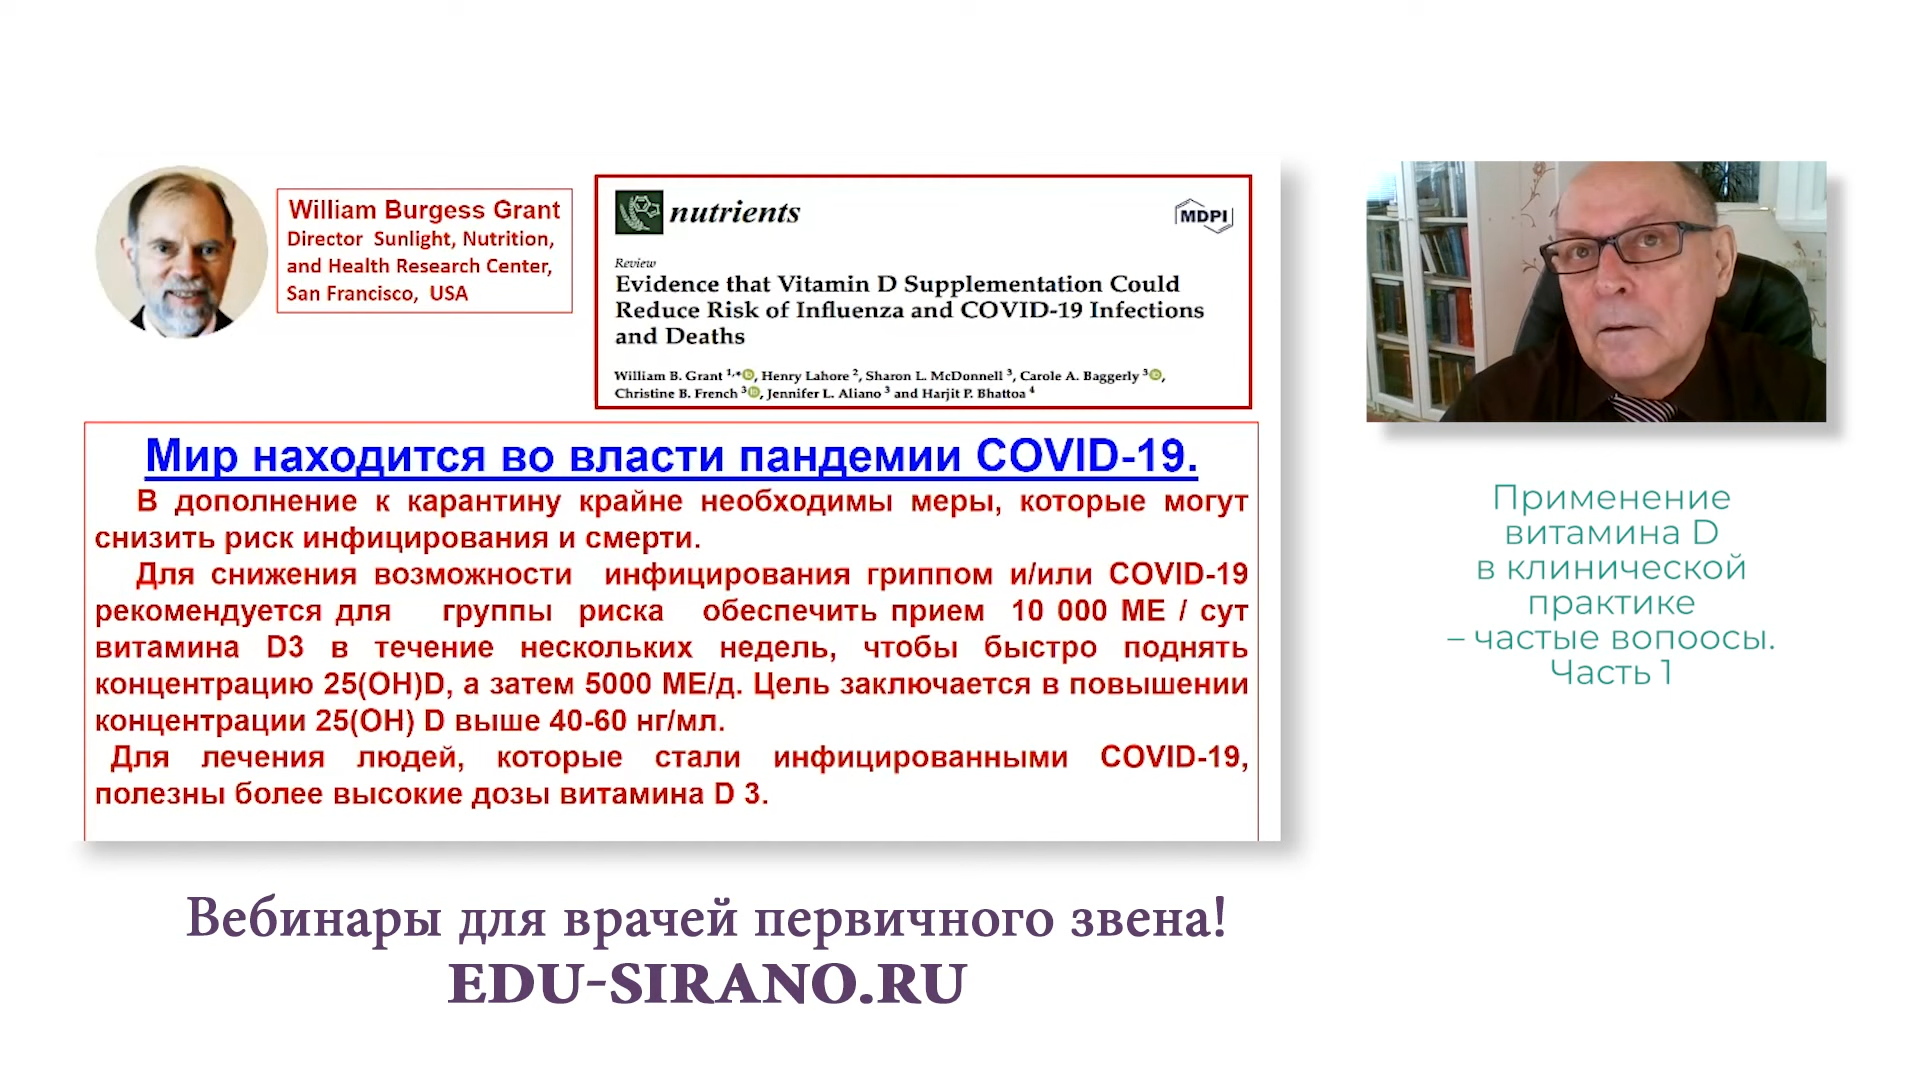 William Burgess Grant
Director Sunlight, Nutrition,
and Health Research Center,
San Francisco, USA
nutrients
MDPI
Review
Evidence that Vitamin D Supplementation Could
Reduce Risk of Influenza and COVID-19 Infections
and Deaths
William B. Grant 1,*, Henry Lahore 2, Sharon L. McDonnell 3, Carole A. Baggerly 3,
Christine B. French 3, Jennifer L. Aliano 3 and Harjit P. Bhattoa 4
Мир находится во власти пандемии COVID-19.
В дополнение к карантину крайне необходимы меры, которые могут
снизить риск инфицирования и смерти.
Для снижения возможности инфицирования гриппом и/или COVID-19
рекомендуется для группы риска обеспечить прием 10 000 МЕ / сут
витамина D3 в течение нескольких недель, чтобы быстро поднять
концентрацию 25(OH)D, а затем 5000 МЕ/д. Цель заключается в повышении
концентрации 25(OH) D выше 40-60 нг/мл.
Для лечения людей, которые стали инфицированными COVID-19,
полезны более высокие дозы витамина D 3.
Применение
витамина D
в клинической
практике
– частые вопоосы.
Часть 1
Вебинары для врачей первичного звена!
EDU-SIRANO.RU